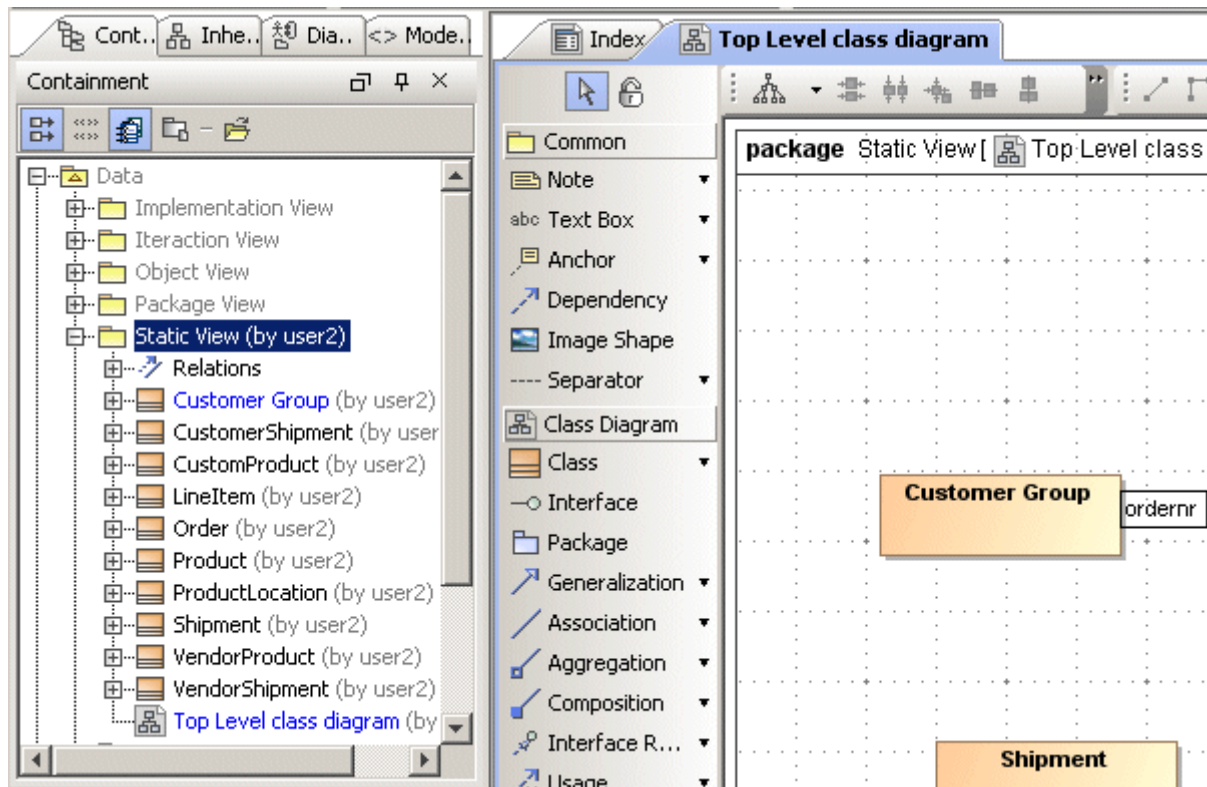 Cont..
Inhe..
Dia..
<> Mode..
Containment
Data
Implementation View
Iteraction View
Object View
Package View
Static View (by user2)
Relations
Customer Group (by user2)
CustomerShipment (by user
CustomProduct (by user2)
LineItem (by user2)
Order (by user2)
Product (by user2)
ProductLocation (by user2)
Shipment (by user2)
VendorProduct (by user2)
VendorShipment (by user2)
Top Level class diagram (by
Index
Top Level class diagram
Common
Note
abc Text Box
Anchor
Dependency
Image Shape
Separator
Class Diagram
Class
Interface
Package
Generalization
Association
Aggregation
Composition
Interface R...
Usage
package Static View [ Top Level class
Customer Group
ordernr
Shipment